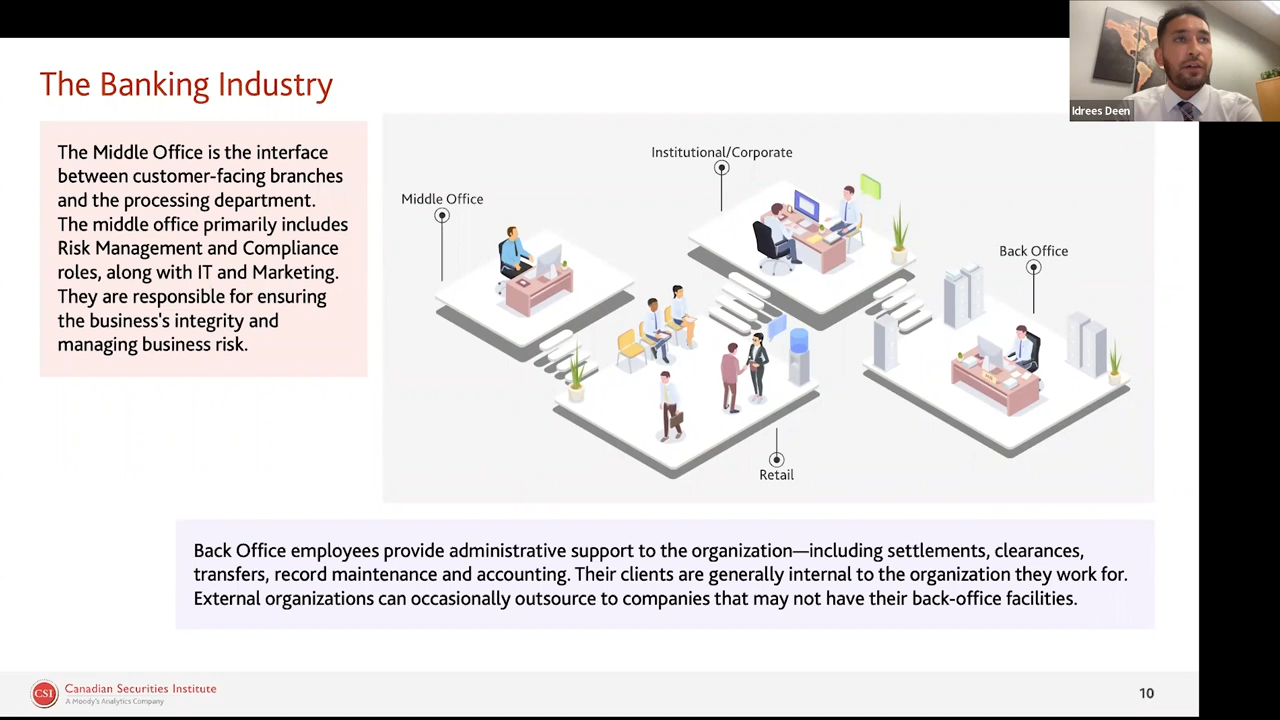 The Banking Industry
Idrees Deen
The Middle Office is the interface
between customer-facing branches
and the processing department.
The middle office primarily includes
Risk Management and Compliance
roles, along with IT and Marketing.
They are responsible for ensuring
the business's integrity and
managing business risk.
Institutional/Corporate
Middle Office
Back Office
Retail
Back Office employees provide administrative support to the organization—including settlements, clearances,
transfers, record maintenance and accounting. Their clients are generally internal to the organization they work for.
External organizations can occasionally outsource to companies that may not have their back-office facilities.
CSI
Canadian Securities Institute
A Moody's Analytics Company
10